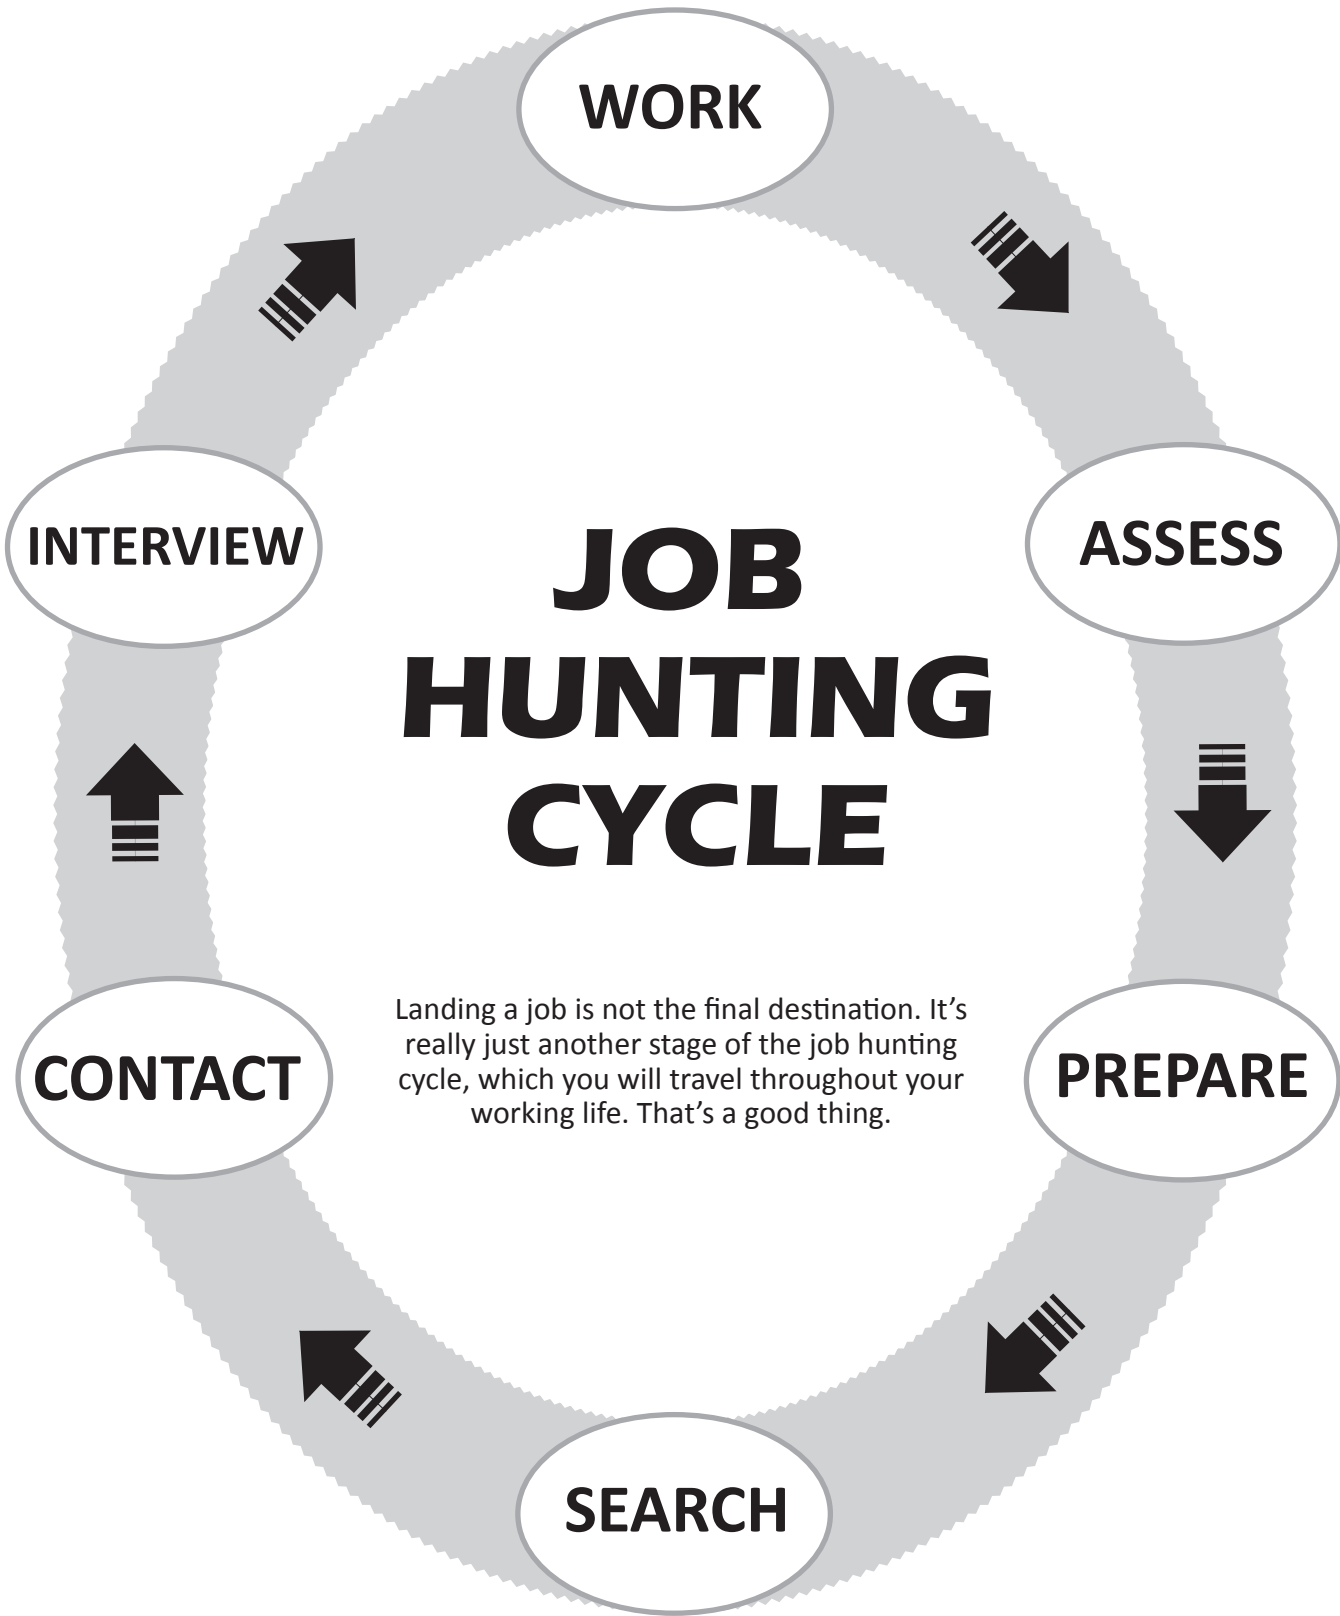 WORK
INTERVIEW
ASSESS
JOB
HUNTING
CYCLE
Landing a job is not the final destination. It’s
really just another stage of the job hunting
cycle, which you will travel throughout your
working life. That’s a good thing.
CONTACT
PREPARE
SEARCH